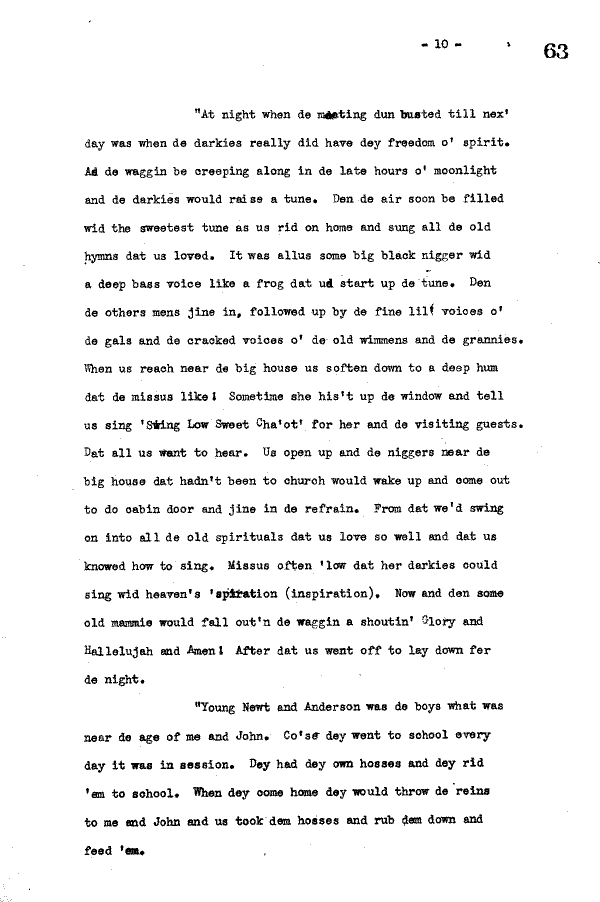 - 10 -
63
"At night when de meeting dun busted till nex'
day was when de darkies really did have dey freedom o' spirit.
As de waggin be creeping along in de late hours o' moonlight
and de darkies would raise a tune. Den de air soon be filled
wid the sweetest tune as us rid on home and sung all de old
hymns dat us loved. It was allus some big black nigger wid
a deep bass voice like a frog dat ud start up de tune. Den
de others mens jine in, followed up by de fine lil' voices o'
de gals and de cracked voices o' de old wimmens and de grannies.
When us reach near de big house us soften down to a deep hum
dat de missus like! Sometime she his't up de window and tell
us sing 'Swing Low Sweet Cha'ot' for her and de visiting guests.
Dat all us want to hear. Us open up and de niggers near de
big house dat hadn't been to church would wake up and come out
to do cabin door and jine in de refrain. From dat we'd swing
on into all de old spirituals dat us love so well and dat us
knowed how to sing. Missus often 'low dat her darkies could
sing wid heaven's 'spiration (inspiration). Now and den some
old mammie would fall out'n de waggin a shoutin' Glory and
Hallelujah and Amen! After dat us went off to lay down fer
de night.
"Young Newt and Anderson was de boys what was
near de age of me and John. Co'se dey went to school every
day it was in session. Dey had dey own hosses and dey rid
'em to school. When dey come home dey would throw de reins
to me and John and us took dem hosses and rub dem down and
feed 'em.